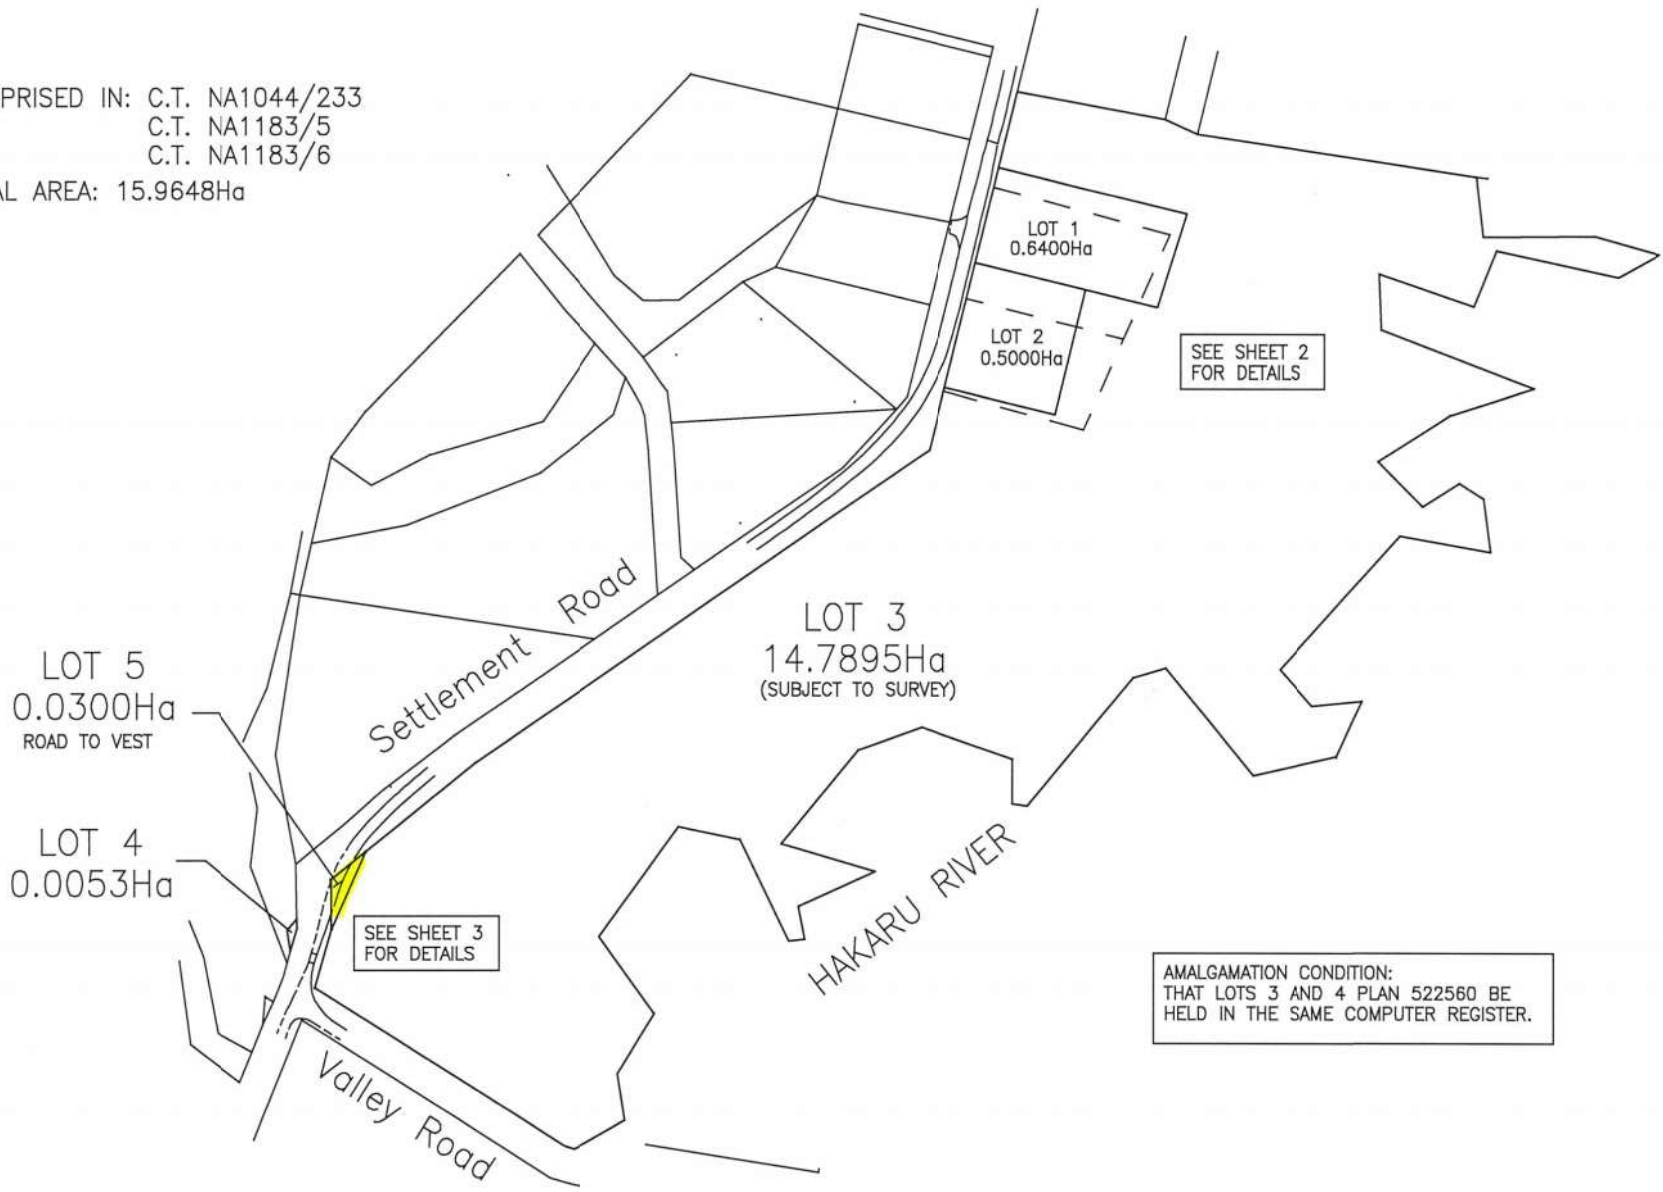 PRISED IN: C.T. NA1044/233
C.T. NA1183/5
C.T. NA1183/6
AL AREA: 15.9648Ha
LOT 1
0.6400Ha
LOT 2
0.5000Ha
SEE SHEET 2
FOR DETAILS
Settlement Road
LOT 3
14.7895Ha
(SUBJECT TO SURVEY)
LOT 5
0.0300Ha
ROAD TO VEST
LOT 4
0.0053Ha
SEE SHEET 3
FOR DETAILS
HAKARU RIVER
AMALGAMATION CONDITION:
THAT LOTS 3 AND 4 PLAN 522560 BE
HELD IN THE SAME COMPUTER REGISTER.
Valley Road